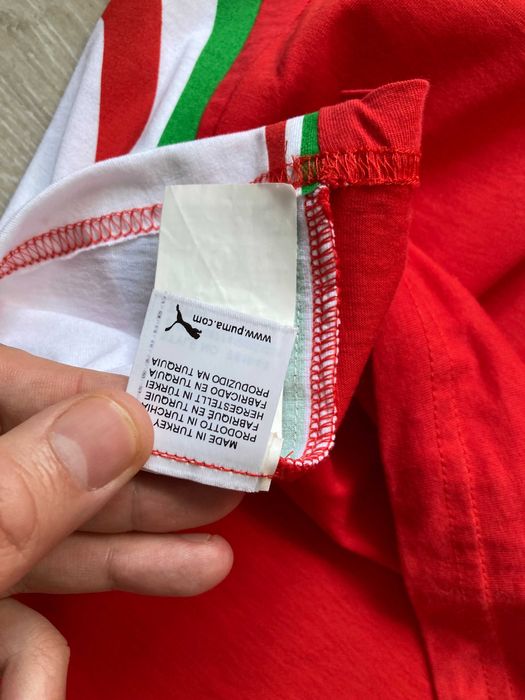 MADE IN TURKEY
PRODOTTO IN TURCHIA
FABRIQUE EN TURQUIE
HERGESTELLT IN TÜRKEI
FABRICADO EN TURQUIA
PRODUZIDO NA TURQUIA
www.puma.com